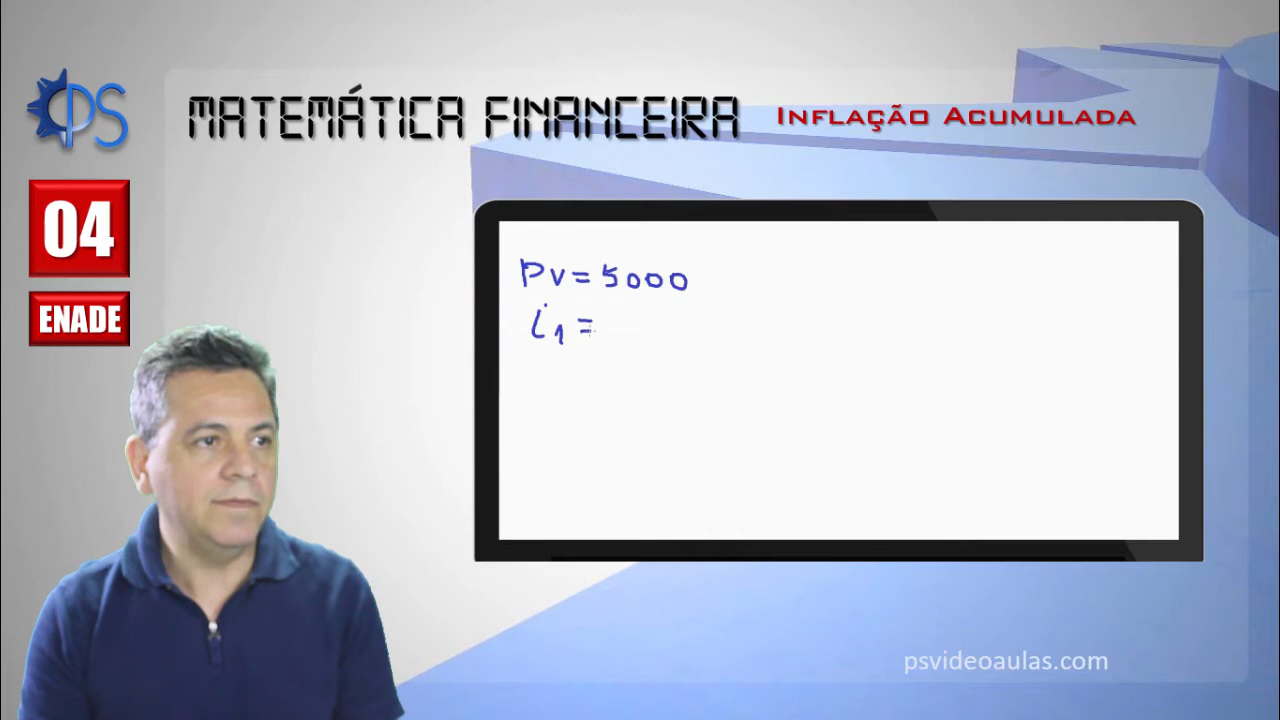 PS
MATEMÁTICA FINANCEIRA
INFLAÇÃO ACUMULADA
04
ENADE
PV = 5000
i₁ =
psvideoaulas.com